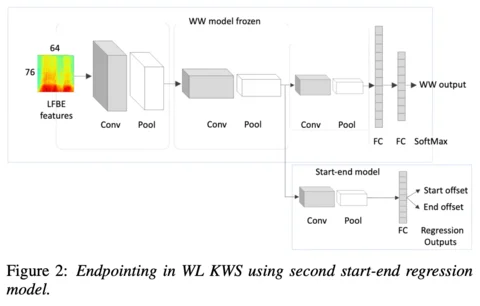 WW model frozen
64
76
LFBE
features
Conv Pool
Conv Pool
Conv Pool
FC FC SoftMax
WW output
Start-end model
Conv Pool
FC
Start offset
End offset
Regression
Outputs
Figure 2: Endpointing in WL KWS using second start-end regression
model.